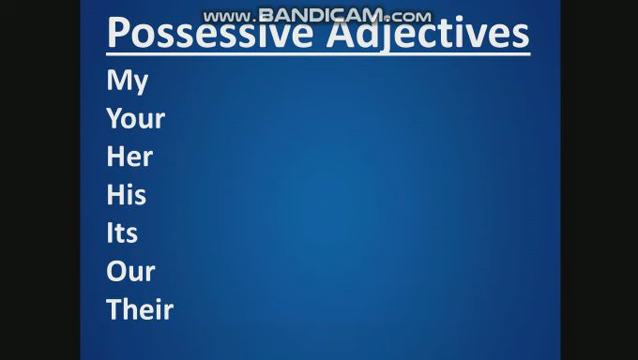 www.BANDICAM.com
Possessive Adjectives
My
Your
Her
His
Its
Our
Their